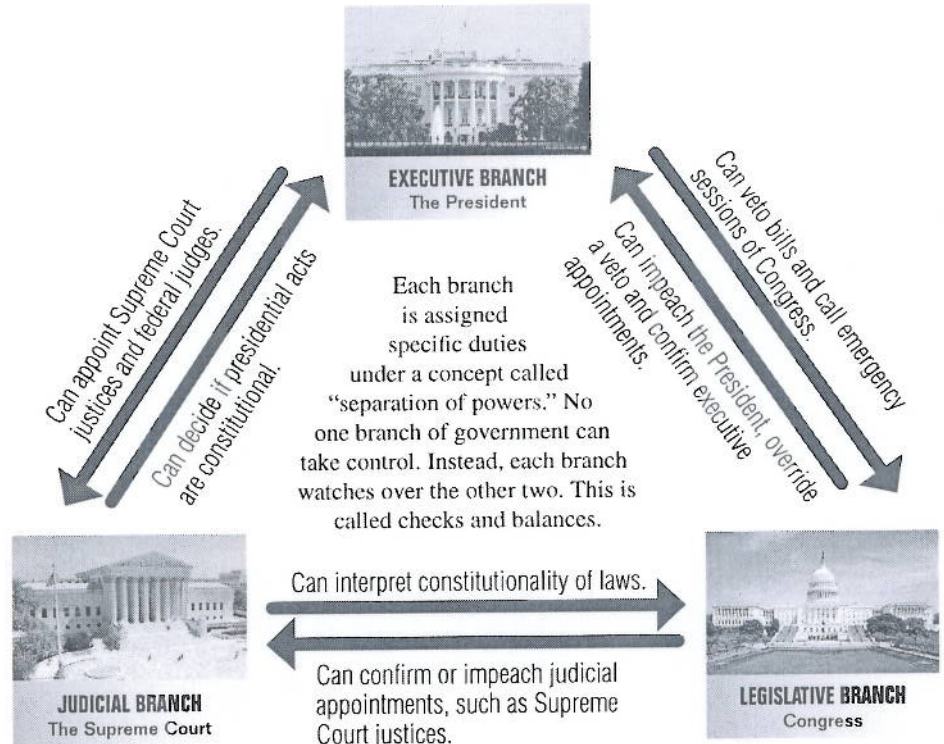 EXECUTIVE BRANCH
The President
Can appoint Supreme Court
justices and federal judges.
Can decide if presidential acts
are constitutional.
Can veto bills and call emergency
sessions of Congress.
Can impeach the President, override
a veto and confirm executive
appointments.
Each branch
is assigned
specific duties
under a concept called
“separation of powers.” No
one branch of government can
take control. Instead, each branch
watches over the other two. This is
called checks and balances.
Can interpret constitutionality of laws.
Can confirm or impeach judicial
appointments, such as Supreme
Court justices.
JUDICIAL BRANCH
The Supreme Court
LEGISLATIVE BRANCH
Congress